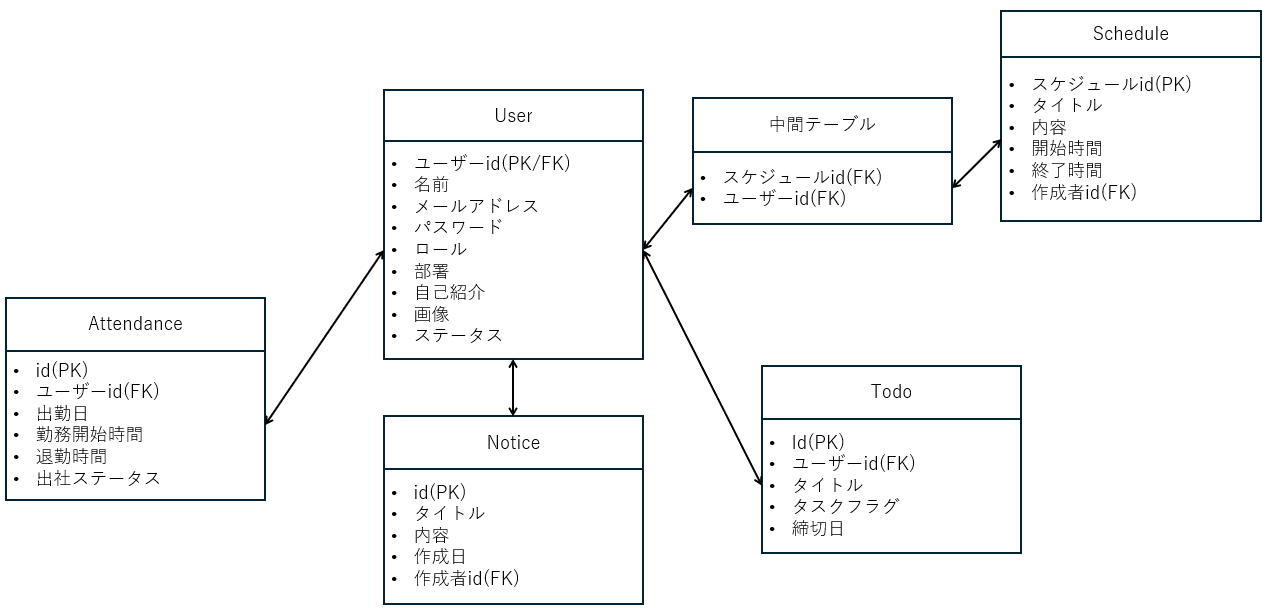 Schedule
• スケジュールid(PK)
• タイトル
• 内容
• 開始時間
• 終了時間
• 作成者id(FK)
User
• ユーザーid(PK/FK)
• 名前
• メールアドレス
• パスワード
• ロール
• 部署
• 自己紹介
• 画像
• ステータス
中間テーブル
• スケジュールid(FK)
• ユーザーid(FK)
Attendance
• id(PK)
• ユーザーid(FK)
• 出勤日
• 勤務開始時間
• 退勤時間
• 出社ステータス
Notice
• id(PK)
• タイトル
• 内容
• 作成日
• 作成者id(FK)
Todo
• Id(PK)
• ユーザーid(FK)
• タイトル
• タスクフラグ
• 締切日